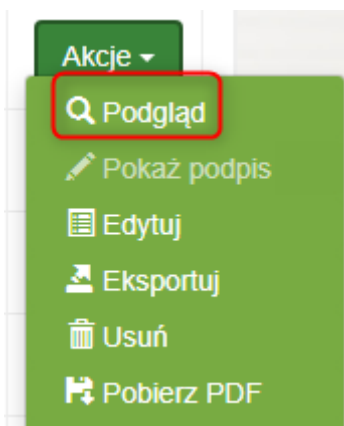 Akcje
Podgląd
Pokaż podpis
Edytuj
Eksportuj
Usuń
Pobierz PDF